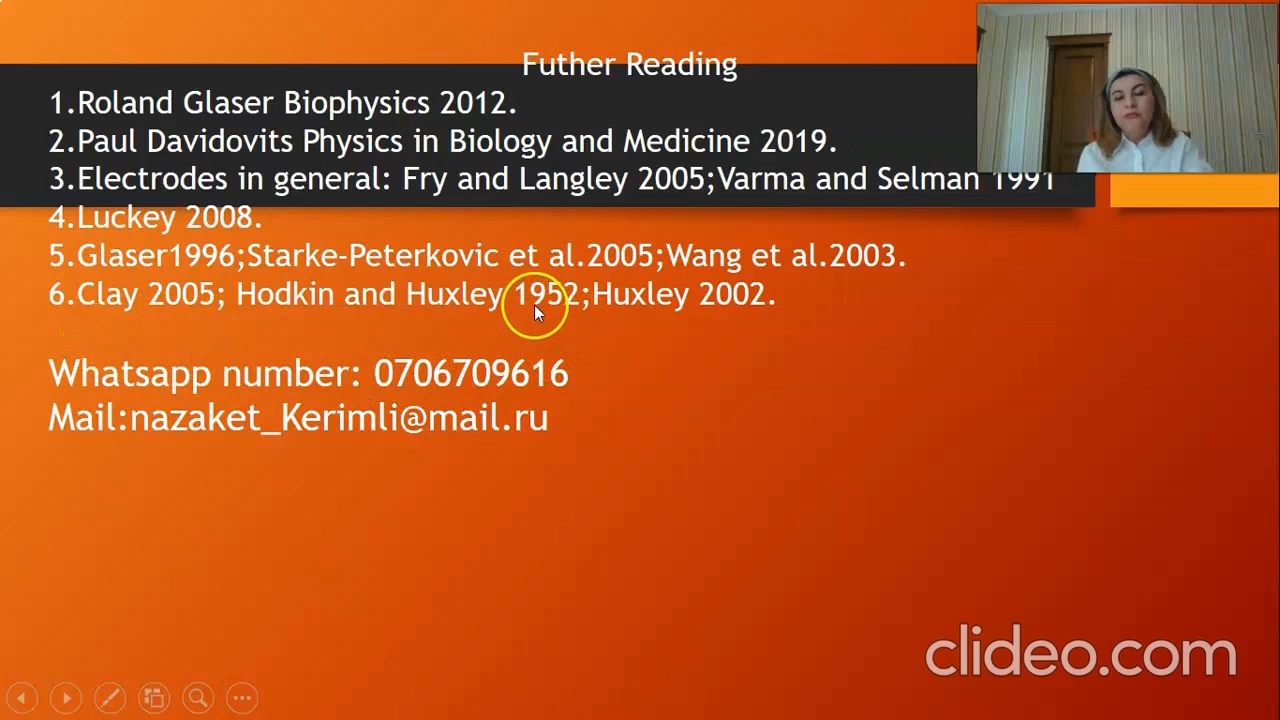 Futher Reading
1.Roland Glaser Biophysics 2012.
2.Paul Davidovits Physics in Biology and Medicine 2019.
3.Electrodes in general: Fry and Langley 2005;Varma and Selman 1991
4.Luckey 2008.
5.Glaser1996;Starke-Peterkovic et al.2005;Wang et al.2003.
6.Clay 2005; Hodkin and Huxley 1952;Huxley 2002.
Whatsapp number: 0706709616
Mail:nazaket_Kerimli@mail.ru
clideo.com